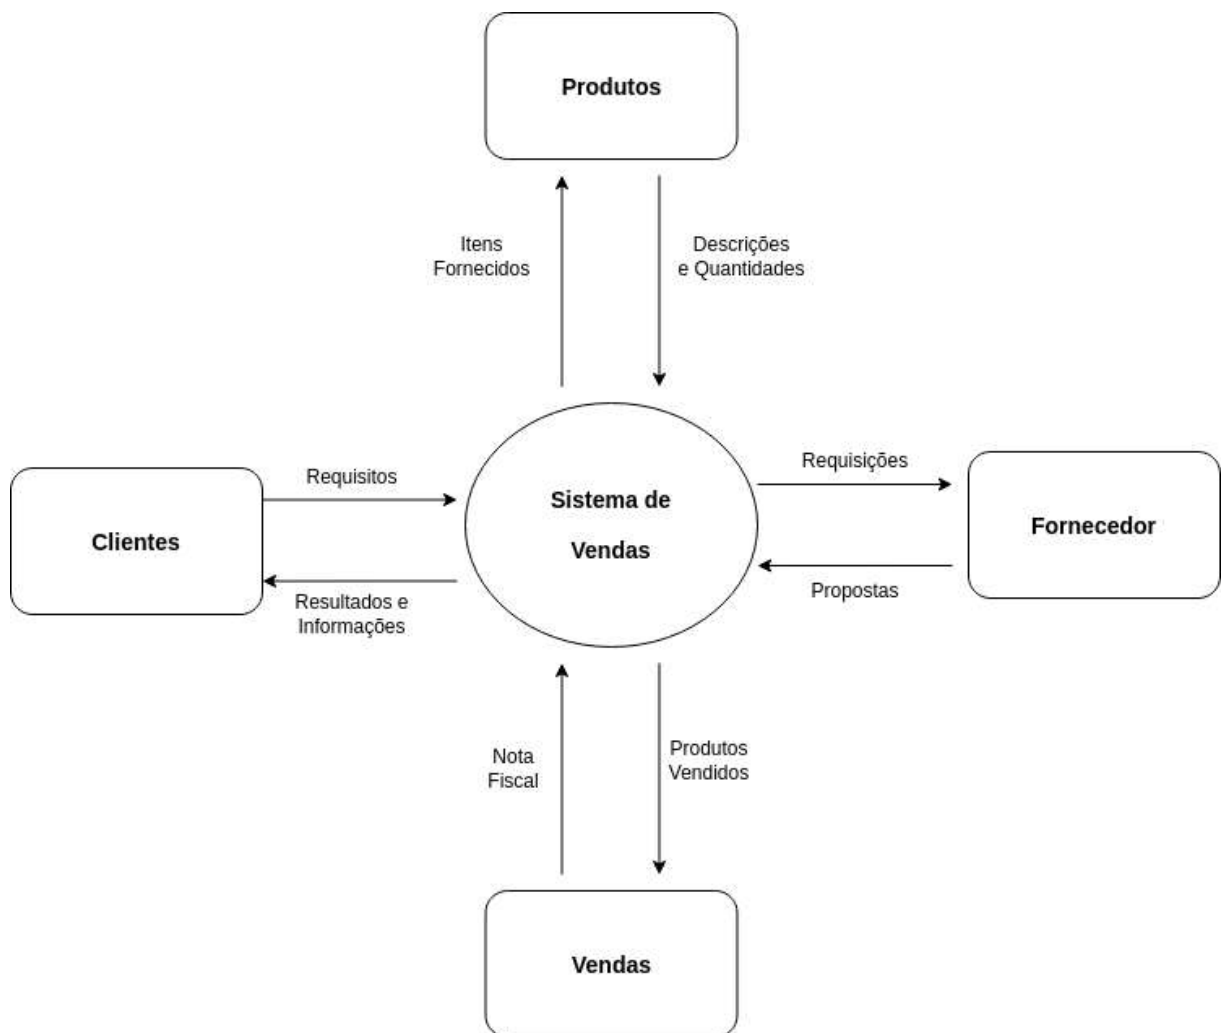 Produtos
Itens
Fornecidos
Descrições
e Quantidades
Clientes
Requisitos
Resultados e
Informações
Sistema de
Vendas
Requisições
Propostas
Fornecedor
Nota
Fiscal
Produtos
Vendidos
Vendas